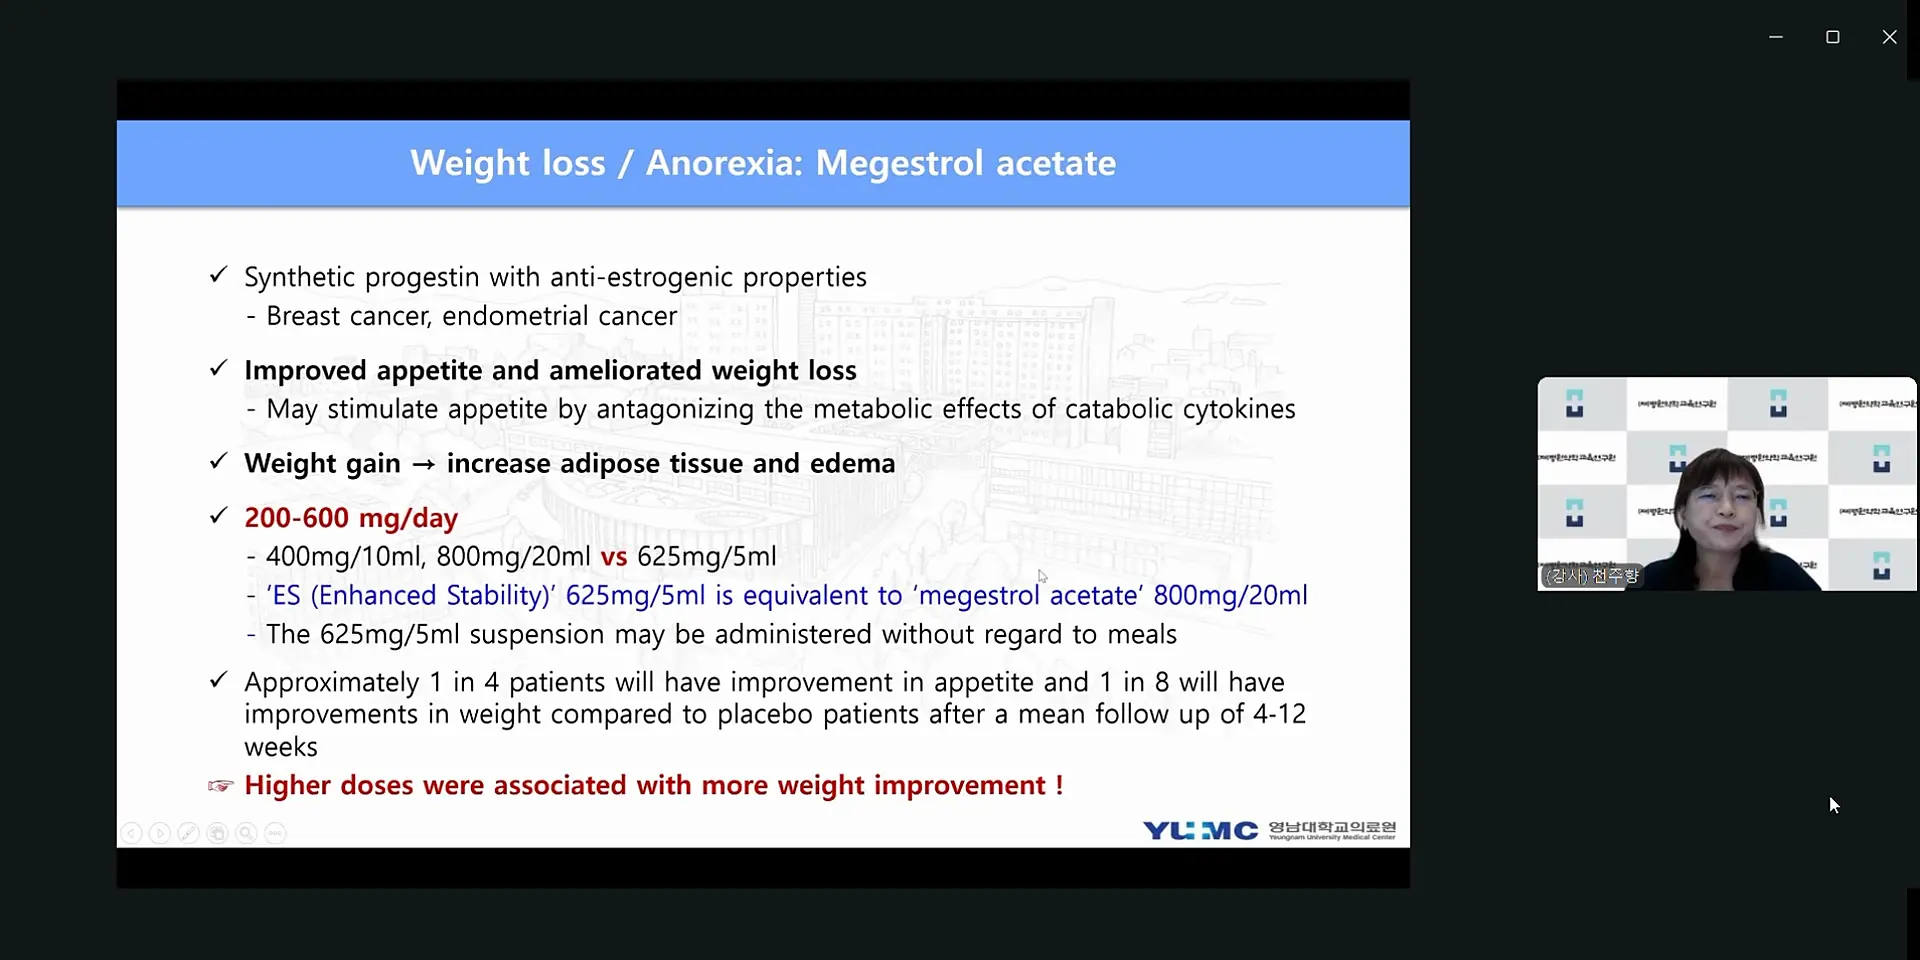 Weight loss / Anorexia: Megestrol acetate
✓ Synthetic progestin with anti-estrogenic properties
- Breast cancer, endometrial cancer
✓ Improved appetite and ameliorated weight loss
- May stimulate appetite by antagonizing the metabolic effects of catabolic cytokines
✓ Weight gain → increase adipose tissue and edema
✓ 200-600 mg/day
- 400mg/10ml, 800mg/20ml vs 625mg/5ml
- ‘ES (Enhanced Stability)’ 625mg/5ml is equivalent to ‘megestrol acetate’ 800mg/20ml
- The 625mg/5ml suspension may be administered without regard to meals
✓ Approximately 1 in 4 patients will have improvement in appetite and 1 in 8 will have
improvements in weight compared to placebo patients after a mean follow up of 4-12
weeks
☞ Higher doses were associated with more weight improvement !
YUMC 영남대학교의료원
Yeungnam University Medical Center
(강사) 천주향